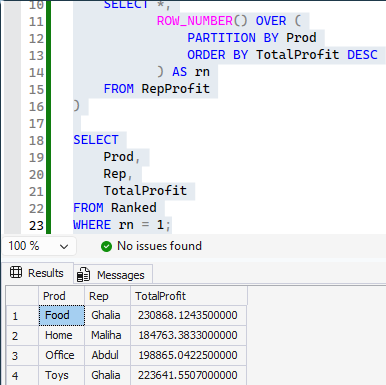 10 SELECT *,
11 ROW_NUMBER() OVER (
12 PARTITION BY Prod
13 ORDER BY TotalProfit DESC
14 ) AS rn
15 FROM RepProfit
16 )
17
18 SELECT
19 Prod,
20 Rep,
21 TotalProfit
22 FROM Ranked
23 WHERE rn = 1;
100 % No issues found
Results Messages
Prod Rep TotalProfit
1 Food Ghalia 230868.1243500000
2 Home Maliha 184763.3833000000
3 Office Abdul 198865.0422500000
4 Toys Ghalia 223641.5507000000